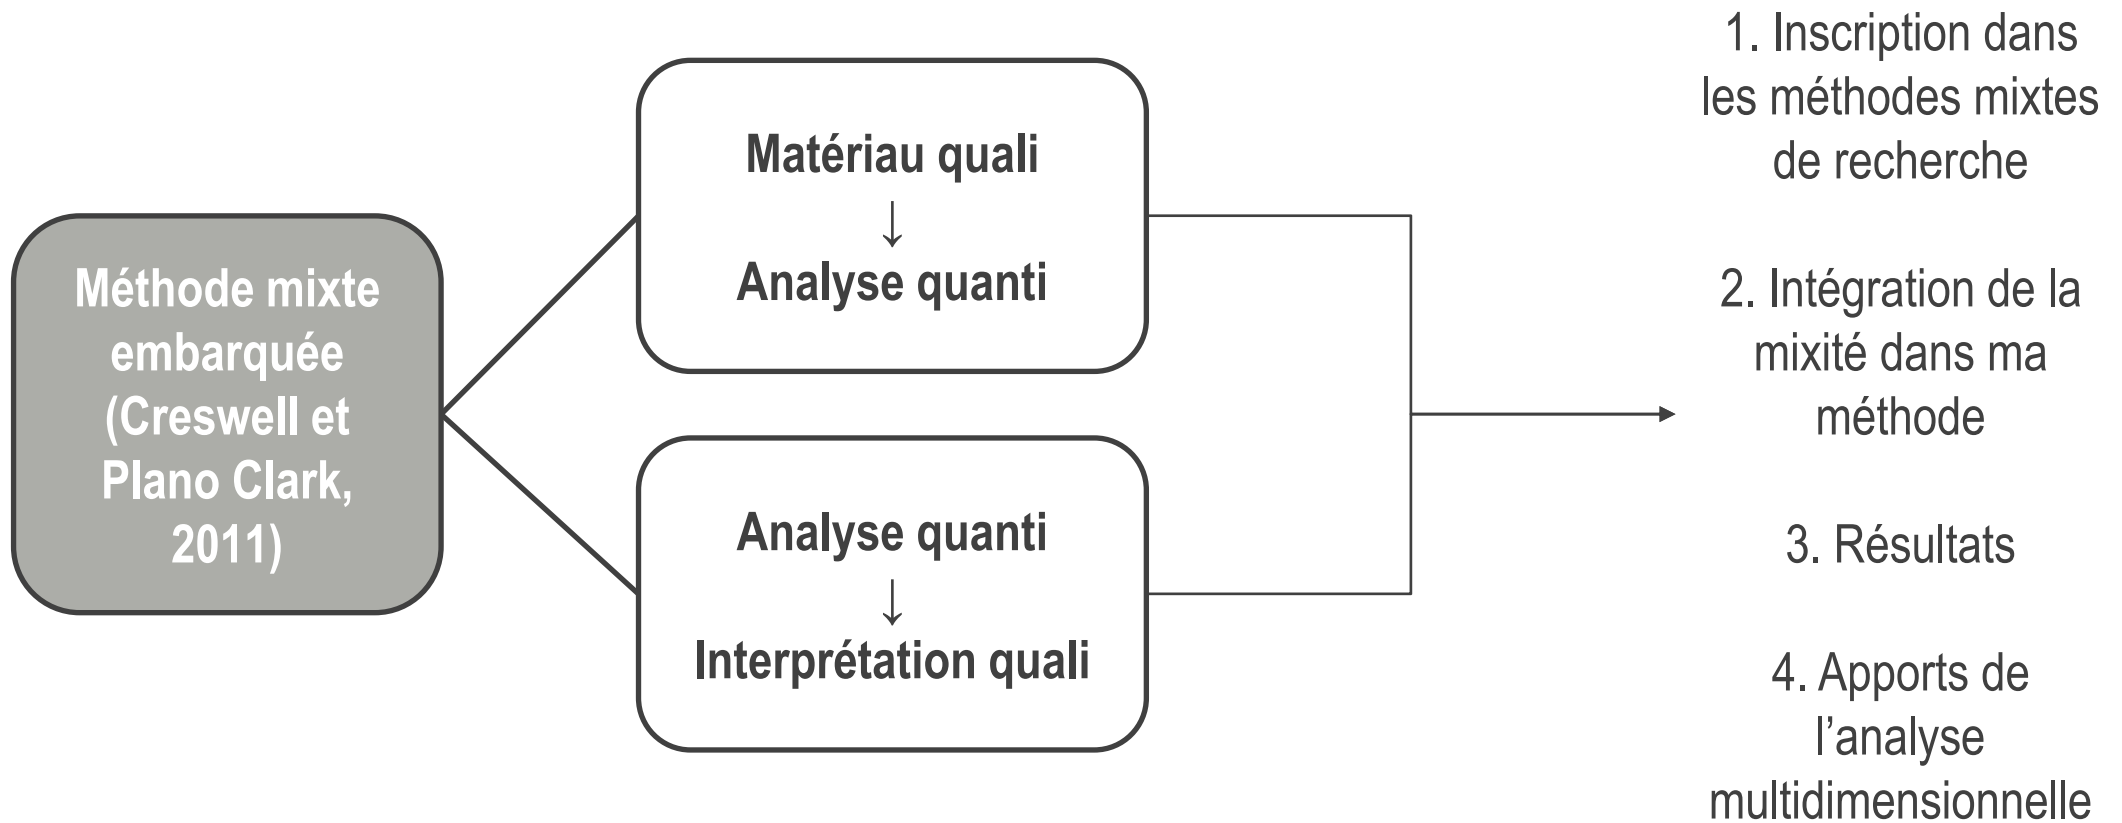 Méthode mixte
embarquée
(Creswell et
Plano Clark,
2011)
Matériau quali
↓
Analyse quanti
Analyse quanti
↓
Interprétation quali
1. Inscription dans
les méthodes mixtes
de recherche
2. Intégration de la
mixité dans ma
méthode
3. Résultats
4. Apports de
l’analyse
multidimensionnelle